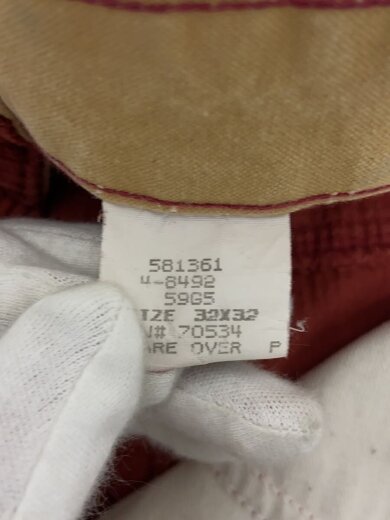 581361
4-8492
59G5
IZE 32X32
N# 70534
ARE OVER P